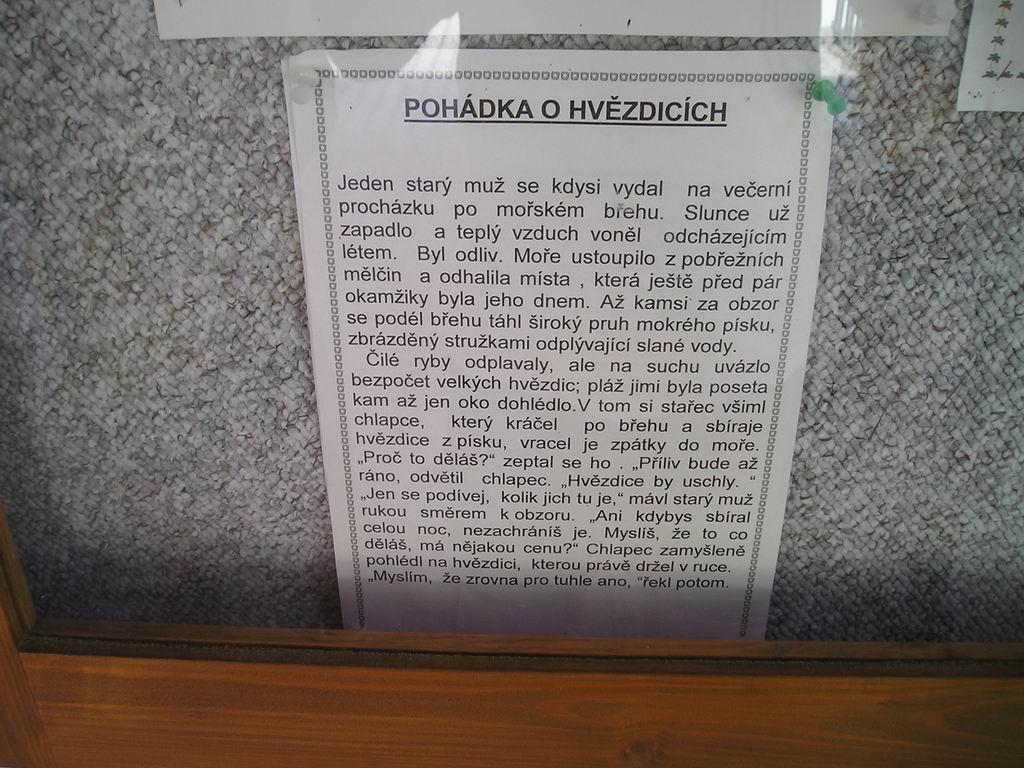 POHÁDKA O HVĚZDICÍCH
Jeden starý muž se kdysi vydal na večerní
procházku po mořském břehu. Slunce už
zapadlo a teplý vzduch voněl odcházejícím
létem. Byl odliv. Moře ustoupilo z pobřežních
mělčin a odhalila místa , která ještě před pár
okamžiky byla jeho dnem. Až kamsi za obzor
se podél břehu táhl široký pruh mokrého písku,
zbrázděný stružkami odplývající slané vody.
Čilé ryby odplavaly, ale na suchu uvázlo
bezpočet velkých hvězdic; pláž jimi byla poseta
kam až jen oko dohlédlo.V tom si stařec všiml
chlapce, který kráčel po břehu a sbíraje
hvězdice z písku, vracel je zpátky do moře.
„Proč to děláš?“ zeptal se ho . „Příliv bude až
ráno, odvětil chlapec. „Hvězdice by uschly. “
„Jen se podívej, kolik jich tu je,“ mávl starý muž
rukou směrem k obzoru. „Ani kdybys sbíral
celou noc, nezachráníš je. Myslíš, že to co
děláš, má nějakou cenu?“ Chlapec zamyšleně
pohlédl na hvězdici, kterou právě držel v ruce.
„Myslím, že zrovna pro tuhle ano, “řekl potom.